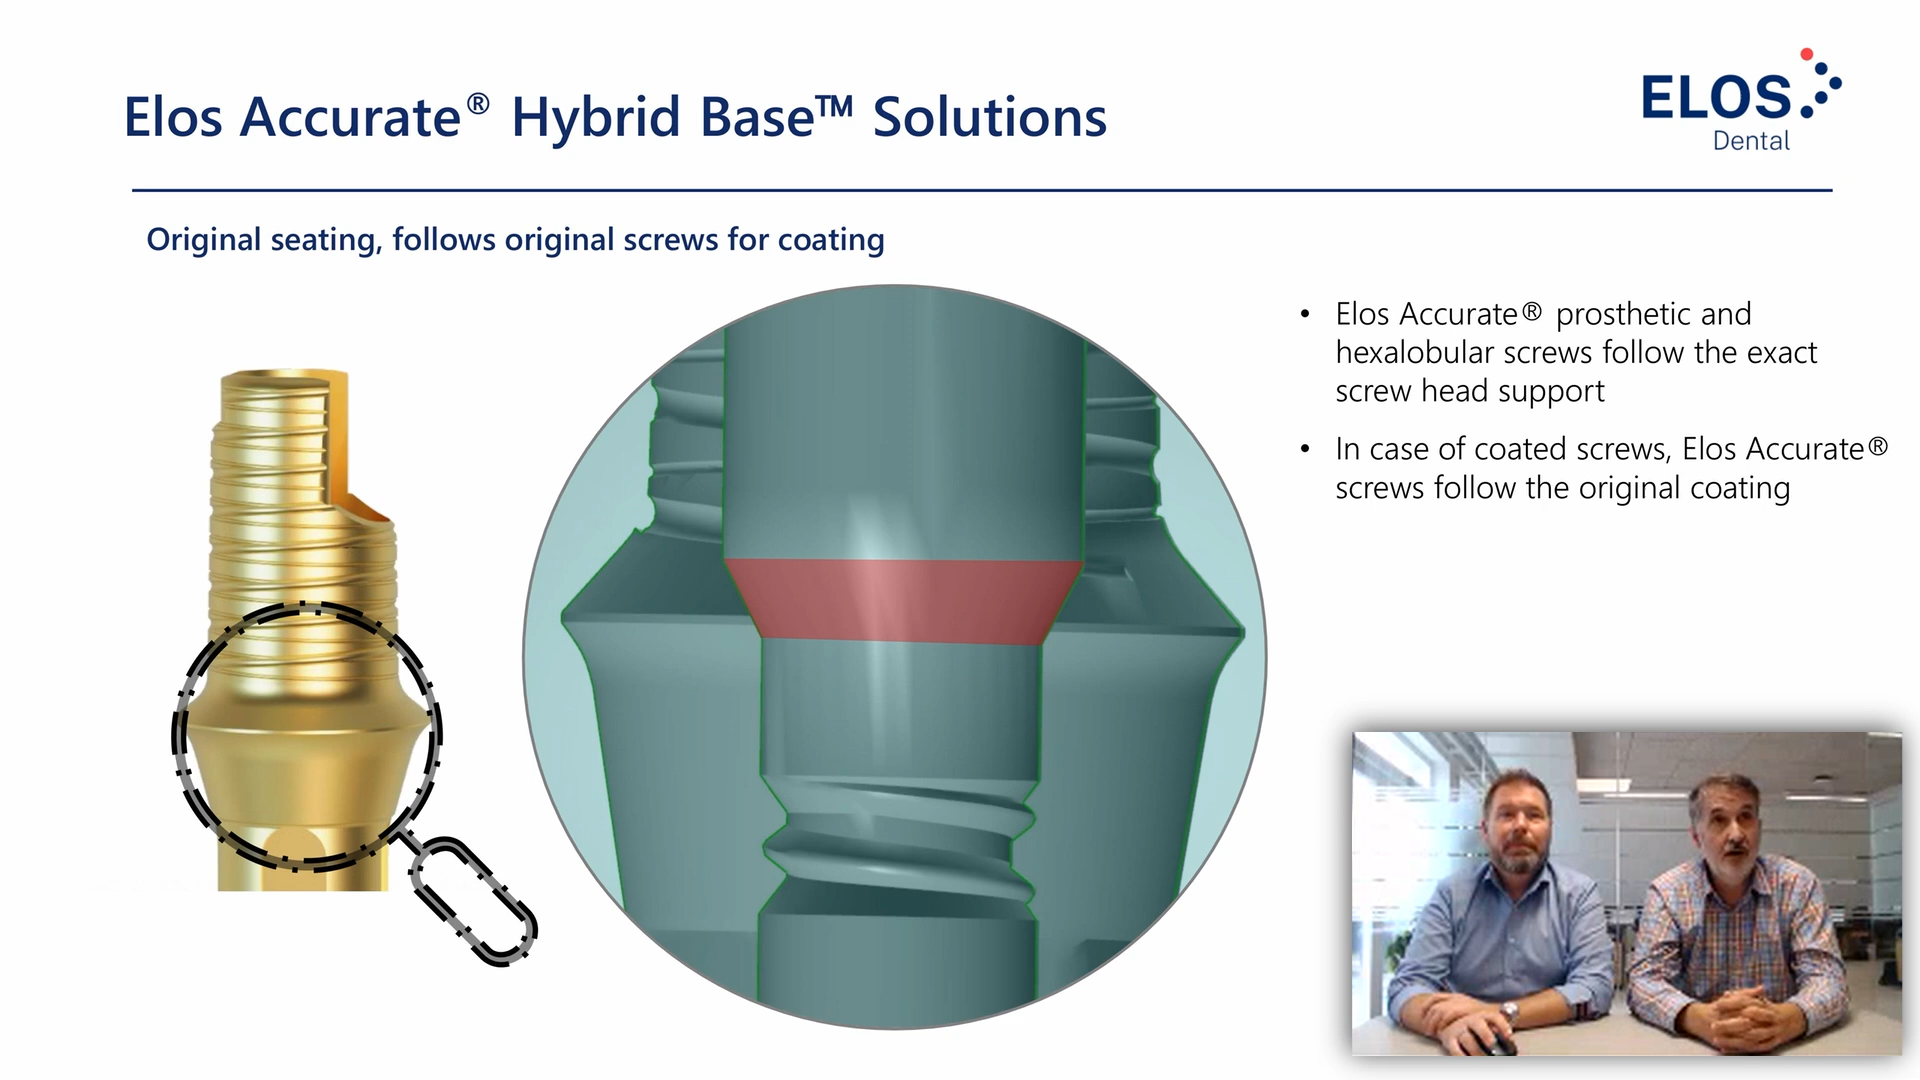 Elos Accurate® Hybrid Base™ Solutions
ELOS
Dental
Original seating, follows original screws for coating
• Elos Accurate® prosthetic and
hexalobular screws follow the exact
screw head support
• In case of coated screws, Elos Accurate®
screws follow the original coating